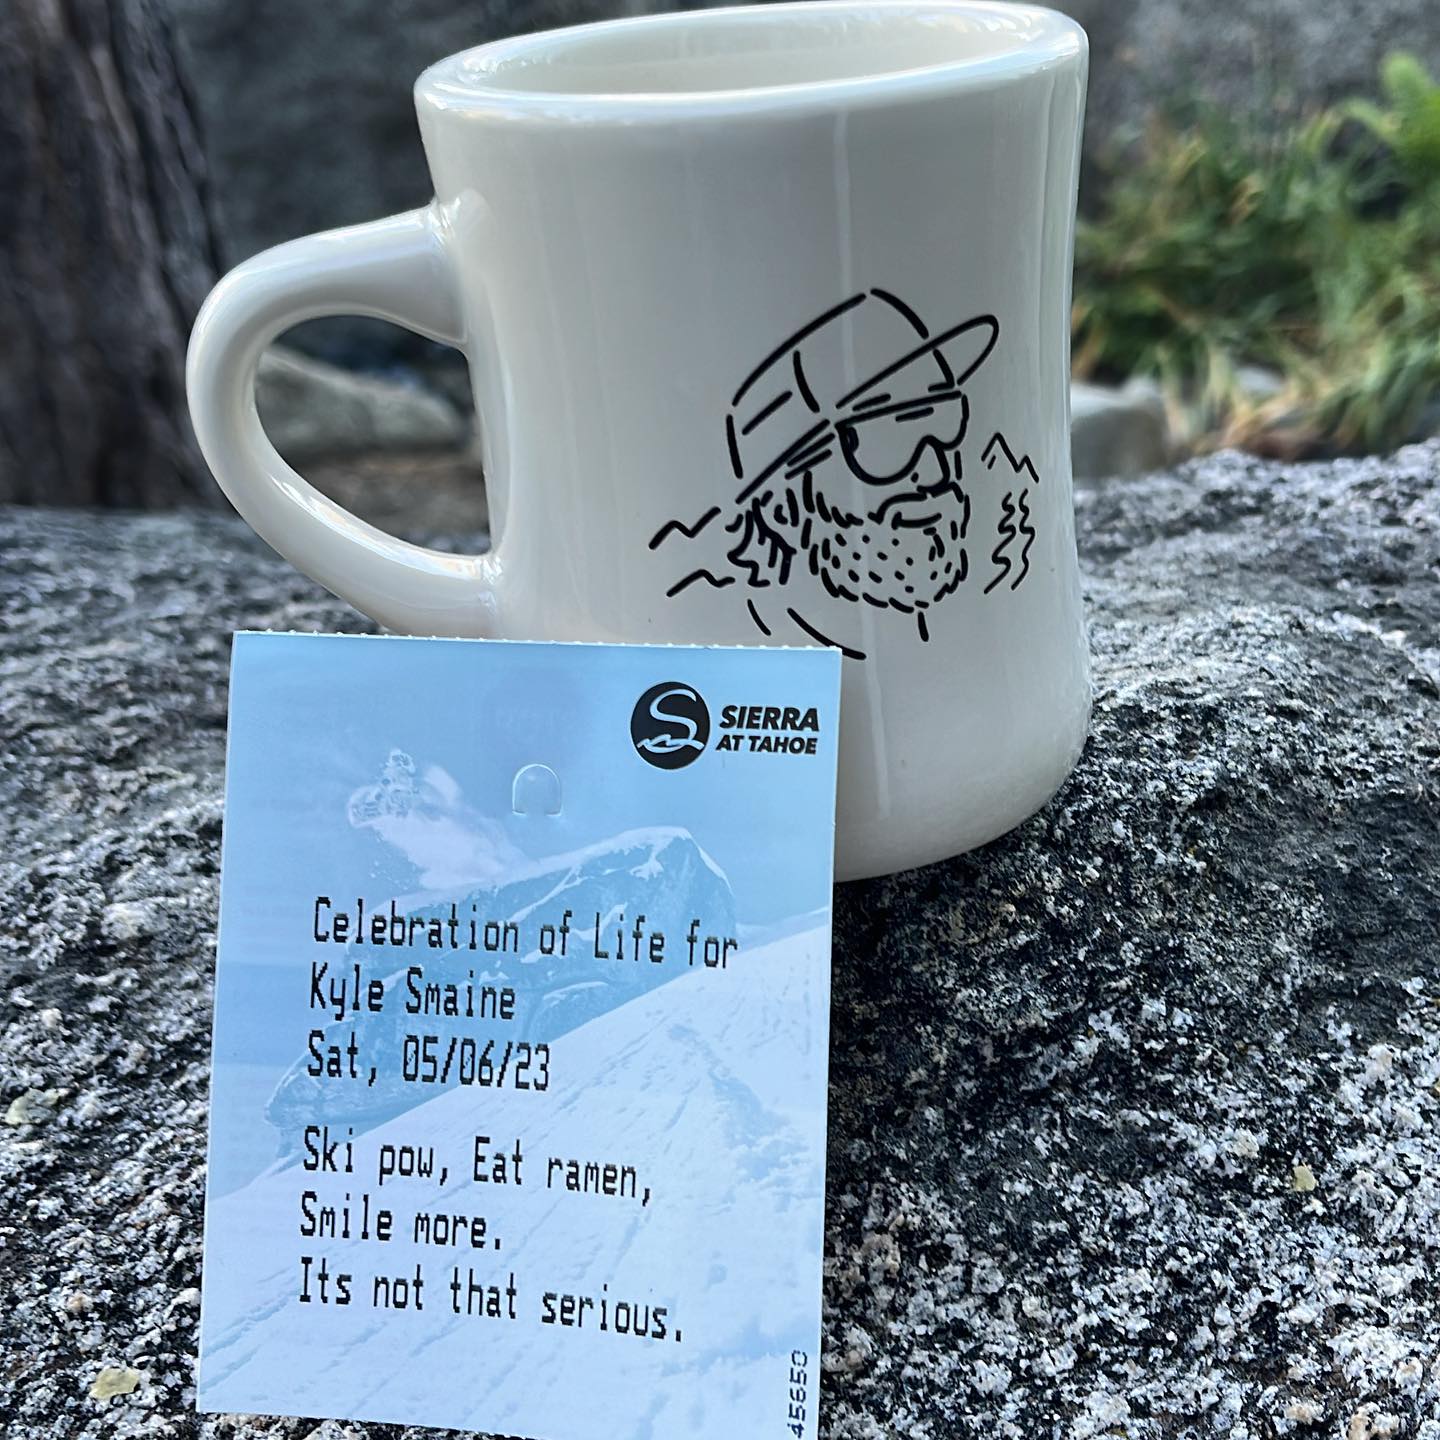 SIERRA
AT TAHOE
Celebration of Life for
Kyle Smaine
Sat, 05/06/23
Ski pow, Eat ramen,
Smile more.
Its not that serious.
45650